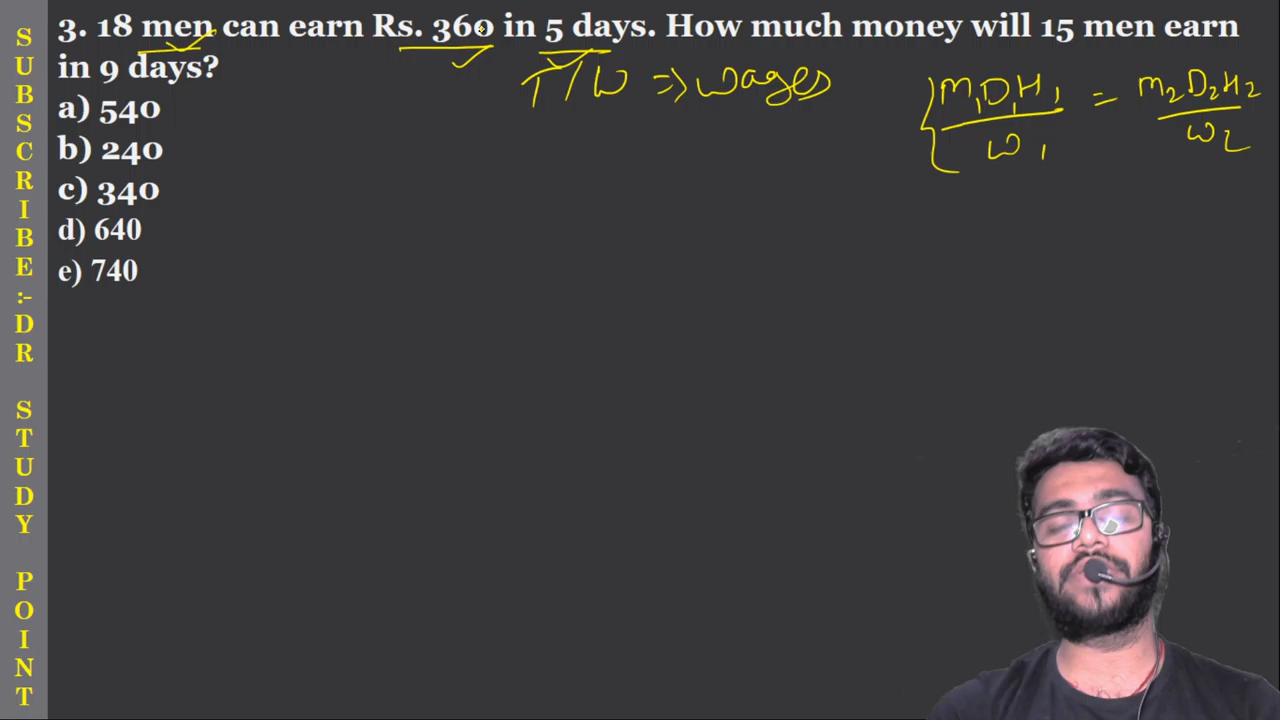 3. 18 men can earn Rs. 360 in 5 days. How much money will 15 men earn
in 9 days?
T/W => wages
M₁D₁H₁ = M₂D₂H₂
W₁ W₂
a) 540
b) 240
c) 340
d) 640
e) 740
SUBSCRIBE:-DR STUDY POINT